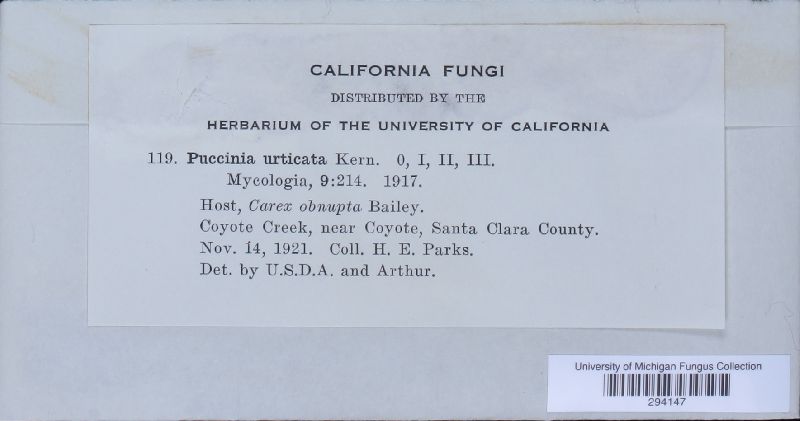 CALIFORNIA FUNGI
DISTRIBUTED BY THE
HERBARIUM OF THE UNIVERSITY OF CALIFORNIA
119. Puccinia urticata Kern. 0, I, II, III.
Mycologia, 9:214. 1917.
Host, Carex obnupta Bailey.
Coyote Creek, near Coyote, Santa Clara County.
Nov. 14, 1921. Coll. H. E. Parks.
Det. by U.S.D.A. and Arthur.
University of Michigan Fungus Collection
294147